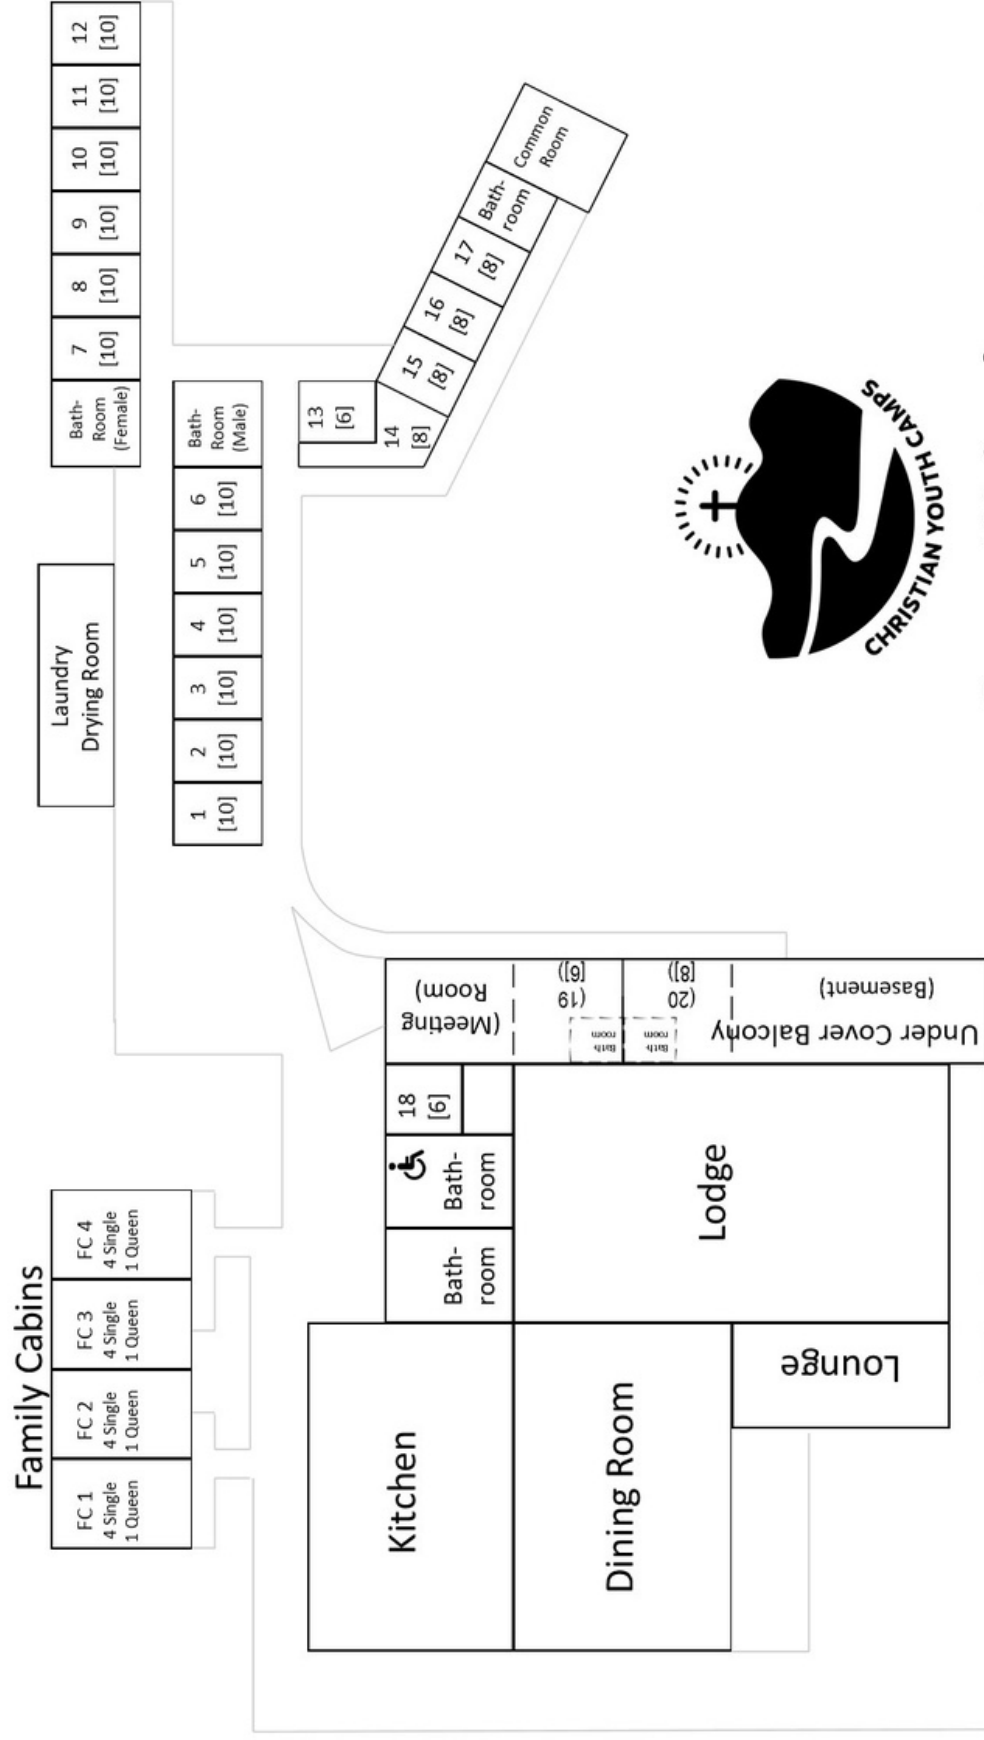 Family Cabins
FC 1
4 Single
1 Queen
FC 2
4 Single
1 Queen
FC 3
4 Single
1 Queen
FC 4
4 Single
1 Queen
Laundry
Drying Room
Bath-
Room
(Female)
7
[10]
8
[10]
9
[10]
10
[10]
11
[10]
12
[10]
1
[10]
2
[10]
3
[10]
4
[10]
5
[10]
6
[10]
Bath-
Room
(Male)
13
[6]
14
[8]
15
[8]
16
[8]
17
[8]
Bath-
room
Common
Room
Kitchen
Bath-
room
Bath-
room
18
[6]
(Meeting
Room)
Dining Room
Lodge
Lounge
(19
[6])
Bath-
room
(20
[8])
Bath-
room
Under Cover Balcony
(Basement)
CHRISTIAN YOUTH CAMPS